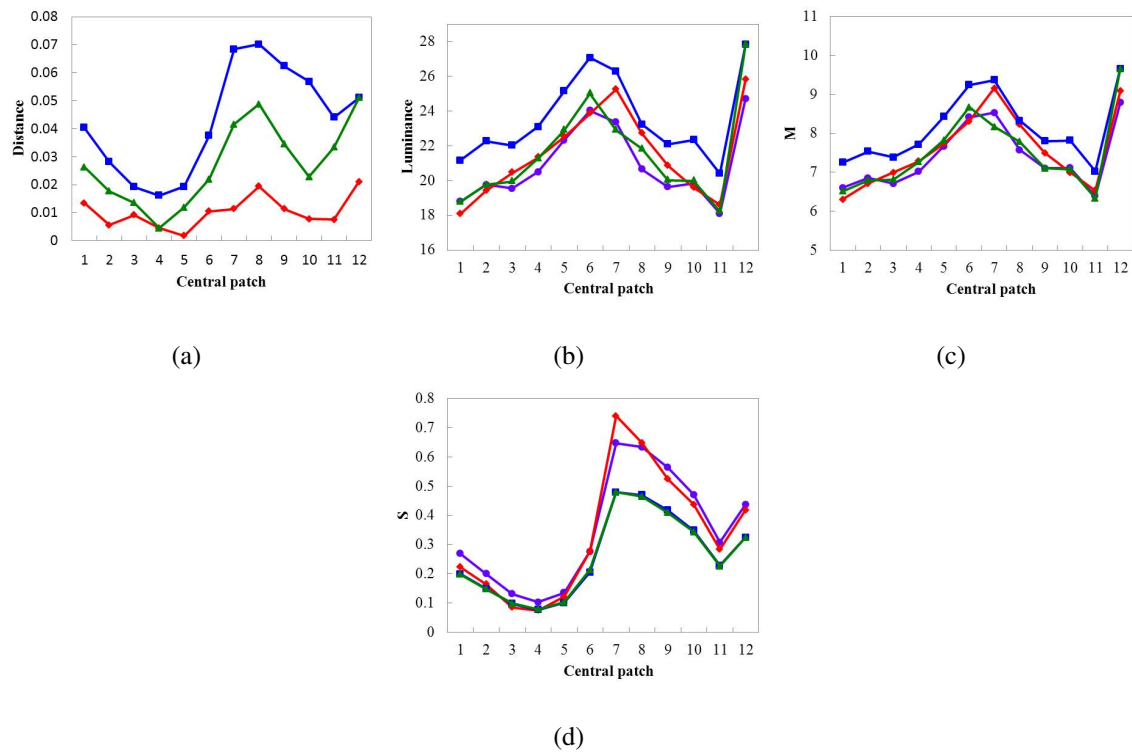 0.08
0.07
0.06
0.05
0.04
0.03
0.02
0.01
0
Distance
1 2 3 4 5 6 7 8 9 10 11 12
Central patch
(a)
28
26
24
22
20
18
16
Luminance
1 2 3 4 5 6 7 8 9 10 11 12
Central patch
(b)
10
9
8
7
6
5
M
1 2 3 4 5 6 7 8 9 10 11 12
Central patch
(c)
0.8
0.7
0.6
0.5
0.4
0.3
0.2
0.1
0
S
1 2 3 4 5 6 7 8 9 10 11 12
Central patch
(d)